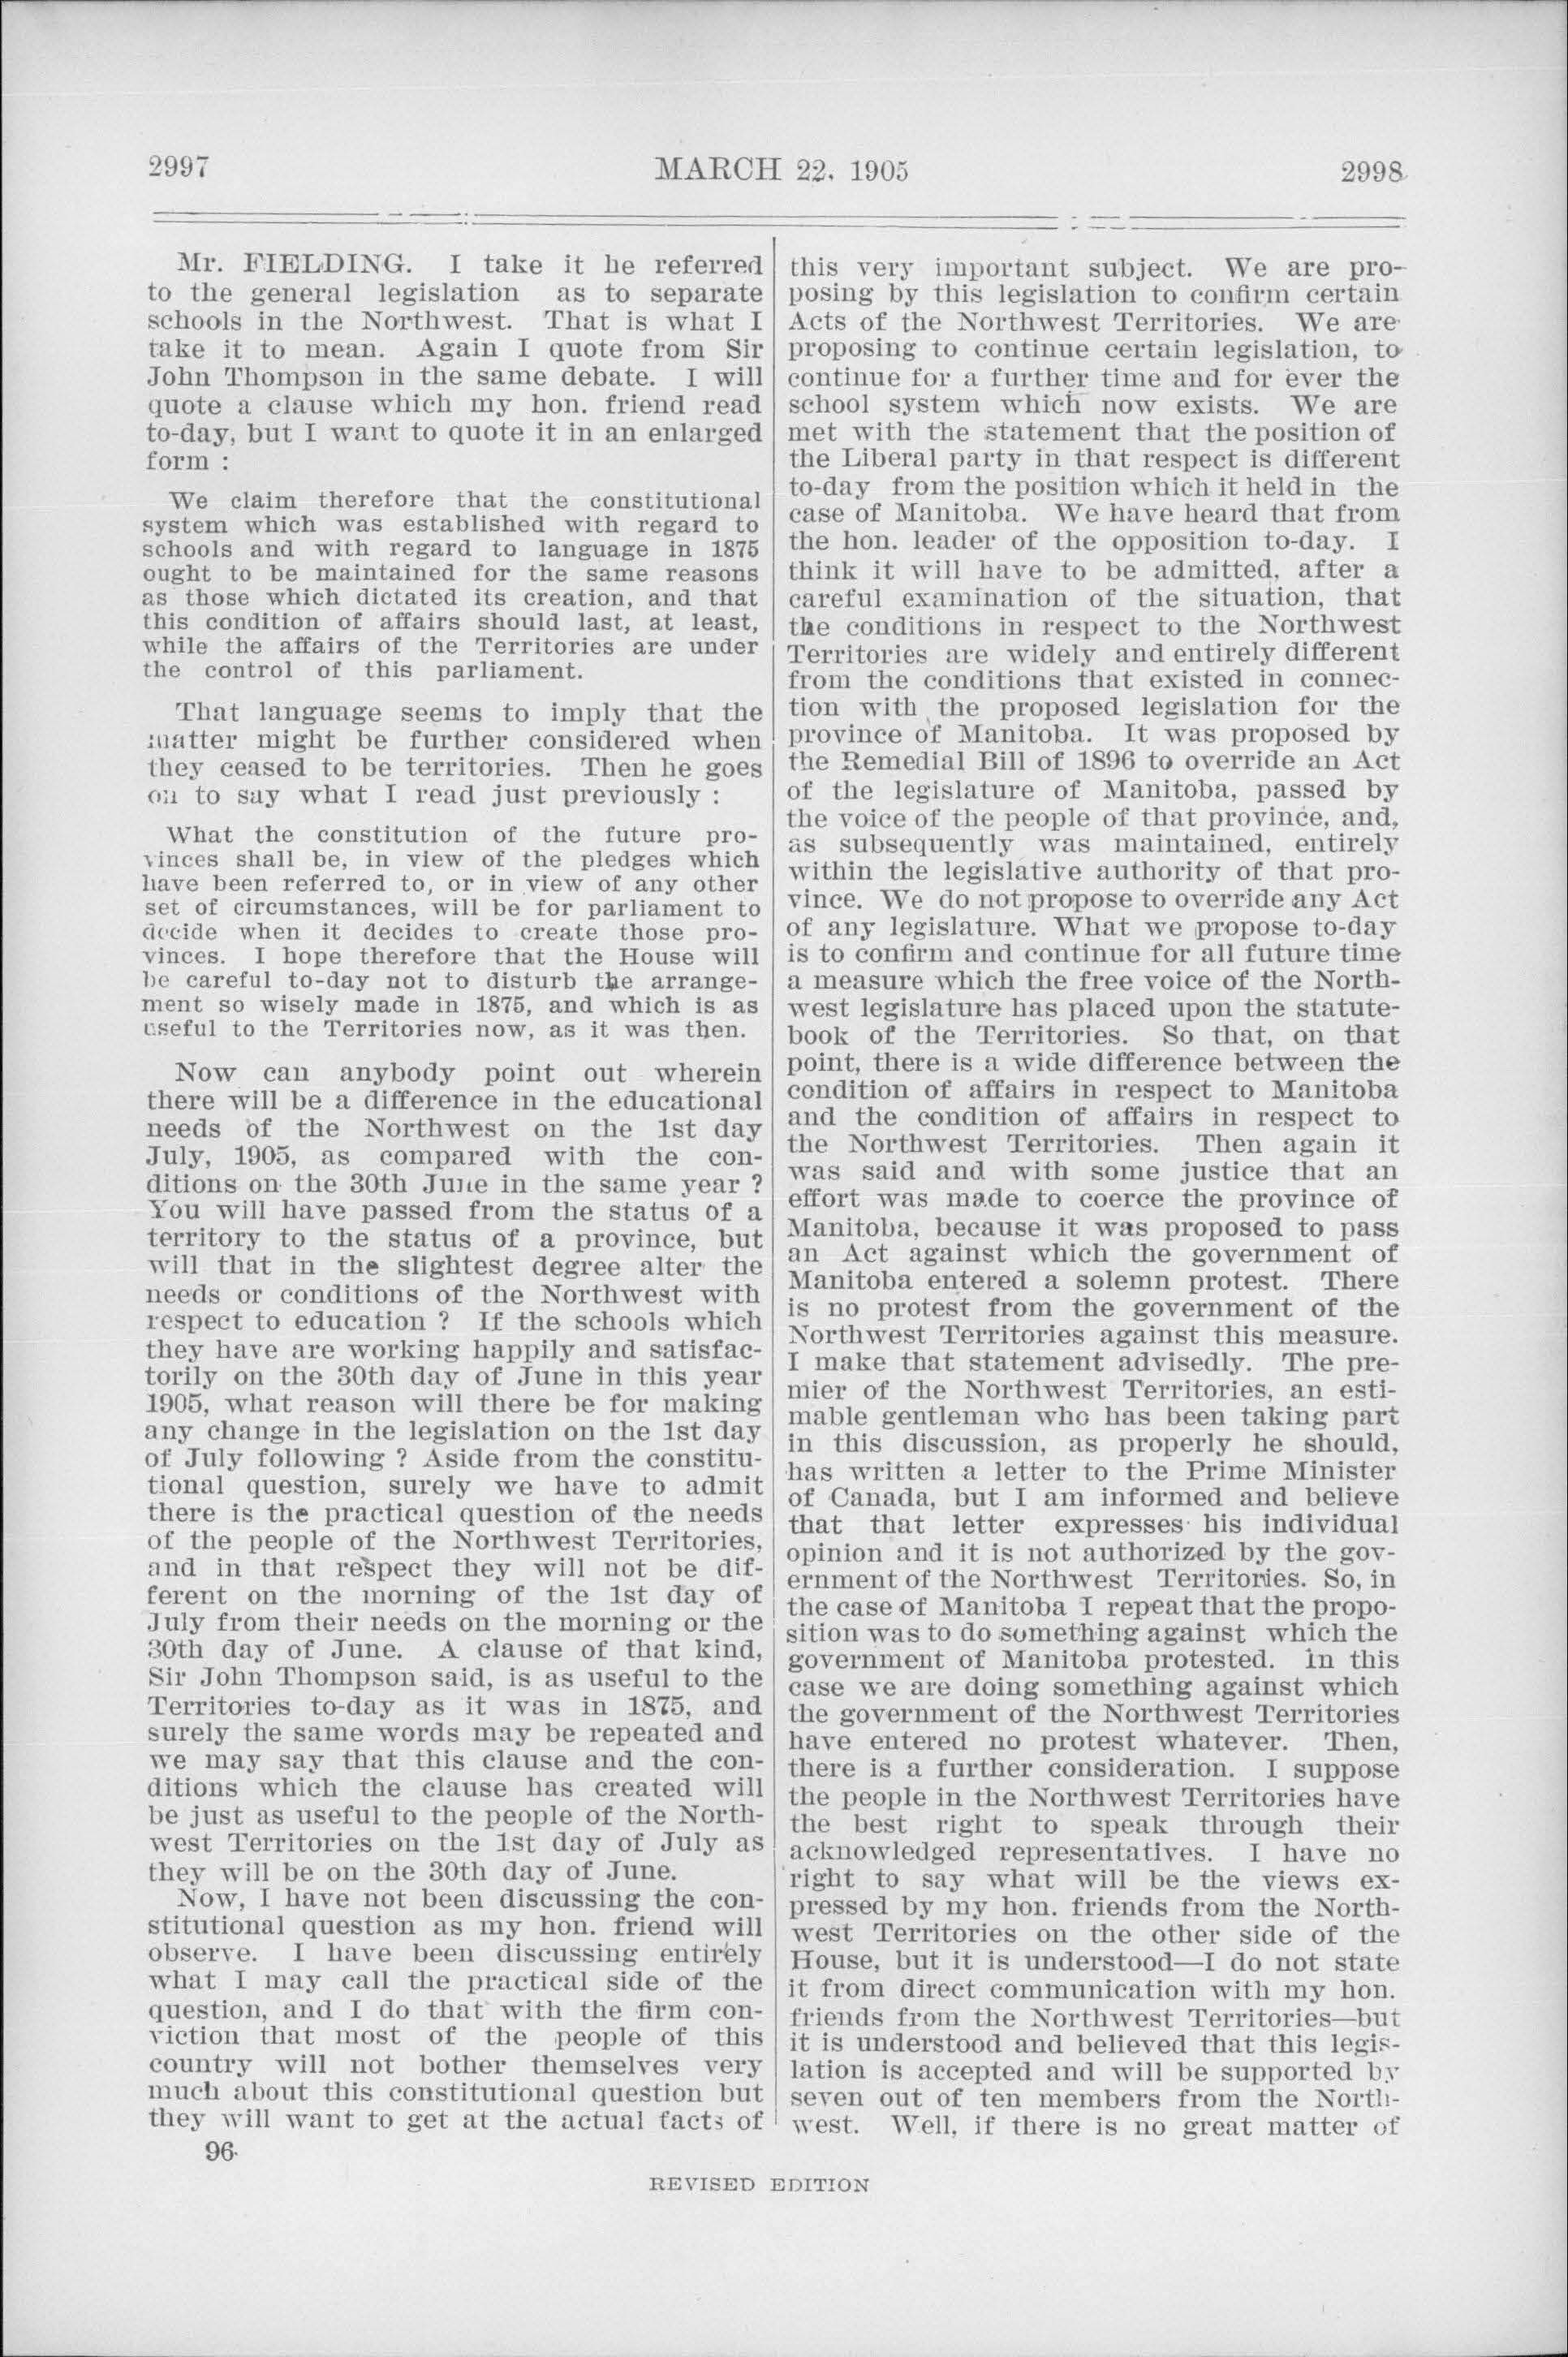 2997
MARCH 22, 1905
2998
Mr. FIELDING. I take it he referred
to the general legislation as to separate
schools in the Northwest. That is what I
take it to mean. Again I quote from Sir
John Thompson in the same debate. I will
quote a clause which my hon. friend read
to-day, but I want to quote it in an enlarged
form :
We claim therefore that the constitutional
system which was established with regard to
schools and with regard to language in 1875
ought to be maintained for the same reasons
as those which dictated its creation, and that
this condition of affairs should last, at least,
while the affairs of the Territories are under
the control of this parliament.
That language seems to imply that the
matter might be further considered when
they ceased to be territories. Then he goes
on to say what I read just previously :
What the constitution of the future pro-
vinces shall be, in view of the pledges which
have been referred to, or in view of any other
set of circumstances, will be for parliament to
decide when it decides to create those pro-
vinces. I hope therefore that the House will
be careful to-day not to disturb the arrange-
ment so wisely made in 1875, and which is as
useful to the Territories now, as it was then.
Now can anybody point out wherein
there will be a difference in the educational
needs of the Northwest on the 1st day
July, 1905, as compared with the con-
ditions on the 30th June in the same year ?
You will have passed from the status of a
territory to the status of a province, but
will that in the slightest degree alter the
needs or conditions of the Northwest with
respect to education ? If the schools which
they have are working happily and satisfac-
torily on the 30th day of June in this year
1905, what reason will there be for making
any change in the legislation on the 1st day
of July following ? Aside from the constitu-
tional question, surely we have to admit
there is the practical question of the needs
of the people of the Northwest Territories,
and in that respect they will not be dif-
ferent on the morning of the 1st day of
July from their needs on the morning or the
30th day of June. A clause of that kind,
Sir John Thompson said, is as useful to the
Territories to-day as it was in 1875, and
surely the same words may be repeated and
we may say that this clause and the con-
ditions which the clause has created will
be just as useful to the people of the North-
west Territories on the 1st day of July as
they will be on the 30th day of June.
Now, I have not been discussing the con-
stitutional question as my hon. friend will
observe. I have been discussing entirely
what I may call the practical side of the
question, and I do that with the firm con-
viction that most of the people of this
country will not bother themselves very
much about this constitutional question but
they will want to get at the actual facts of
96
this very important subject. We are pro-
posing by this legislation to confirm certain
Acts of the Northwest Territories. We are
proposing to continue certain legislation, to
continue for a further time and for ever the
school system which now exists. We are
met with the statement that the position of
the Liberal party in that respect is different
to-day from the position which it held in the
case of Manitoba. We have heard that from
the hon. leader of the opposition to-day. I
think it will have to be admitted, after a
careful examination of the situation, that
the conditions in respect to the Northwest
Territories are widely and entirely different
from the conditions that existed in connec-
tion with the proposed legislation for the
province of Manitoba. It was proposed by
the Remedial Bill of 1896 to override an Act
of the legislature of Manitoba, passed by
the voice of the people of that province, and,
as subsequently was maintained, entirely
within the legislative authority of that pro-
vince. We do not propose to override any Act
of any legislature. What we propose to-day
is to confirm and continue for all future time
a measure which the free voice of the North-
west legislature has placed upon the statute-
book of the Territories. So that, on that
point, there is a wide difference between the
condition of affairs in respect to Manitoba
and the condition of affairs in respect to
the Northwest Territories. Then again it
was said and with some justice that an
effort was made to coerce the province of
Manitoba, because it was proposed to pass
an Act against which the government of
Manitoba entered a solemn protest. There
is no protest from the government of the
Northwest Territories against this measure.
I make that statement advisedly. The pre-
mier of the Northwest Territories, an esti-
mable gentleman who has been taking part
in this discussion, as properly he should,
has written a letter to the Prime Minister
of Canada, but I am informed and believe
that that letter expresses his individual
opinion and it is not authorized by the gov-
ernment of the Northwest Territories. So, in
the case of Manitoba I repeat that the propo-
sition was to do something against which the
government of Manitoba protested. In this
case we are doing something against which
the government of the Northwest Territories
have entered no protest whatever. Then,
there is a further consideration. I suppose
the people in the Northwest Territories have
the best right to speak through their
acknowledged representatives. I have no
right to say what will be the views ex-
pressed by my hon. friends from the North-
west Territories on the other side of the
House, but it is understood—I do not state
it from direct communication with my hon.
friends from the Northwest Territories—but
it is understood and believed that this legis-
lation is accepted and will be supported by
seven out of ten members from the North-
west. Well, if there is no great matter of
REVISED EDITION